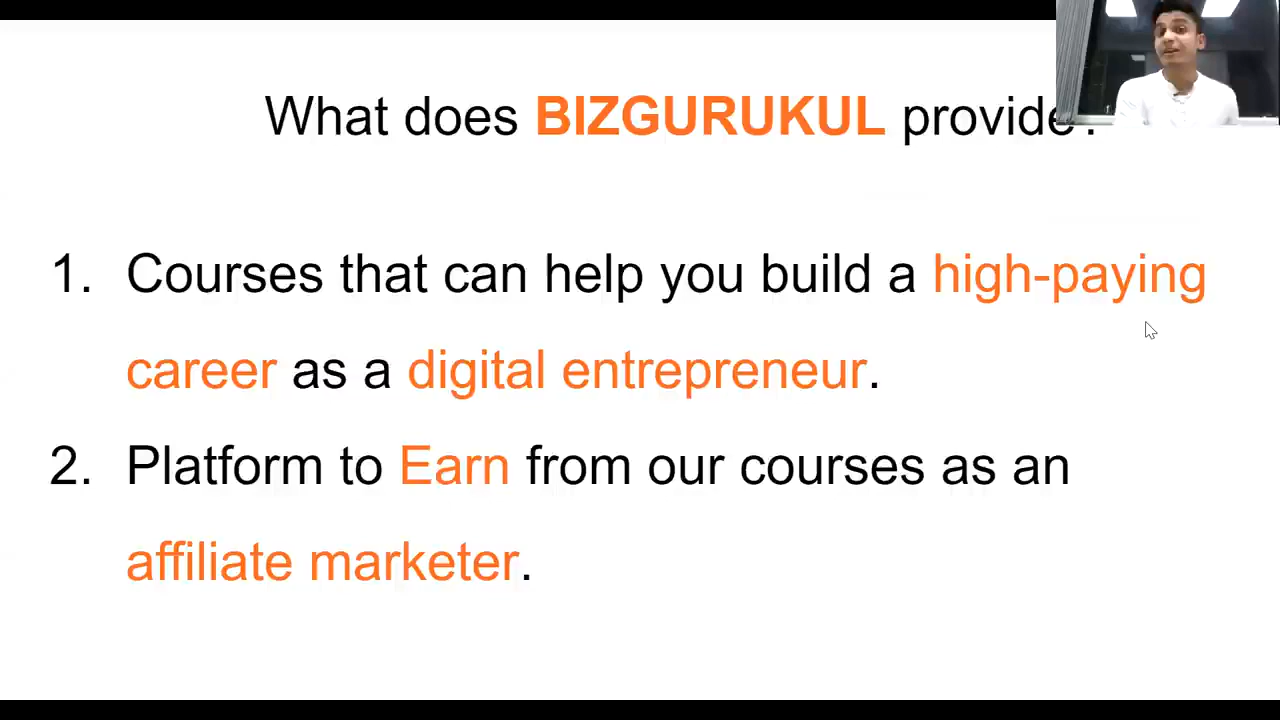 What does BIZGURUKUL provide?
1. Courses that can help you build a high-paying
career as a digital entrepreneur.
2. Platform to Earn from our courses as an
affiliate marketer.